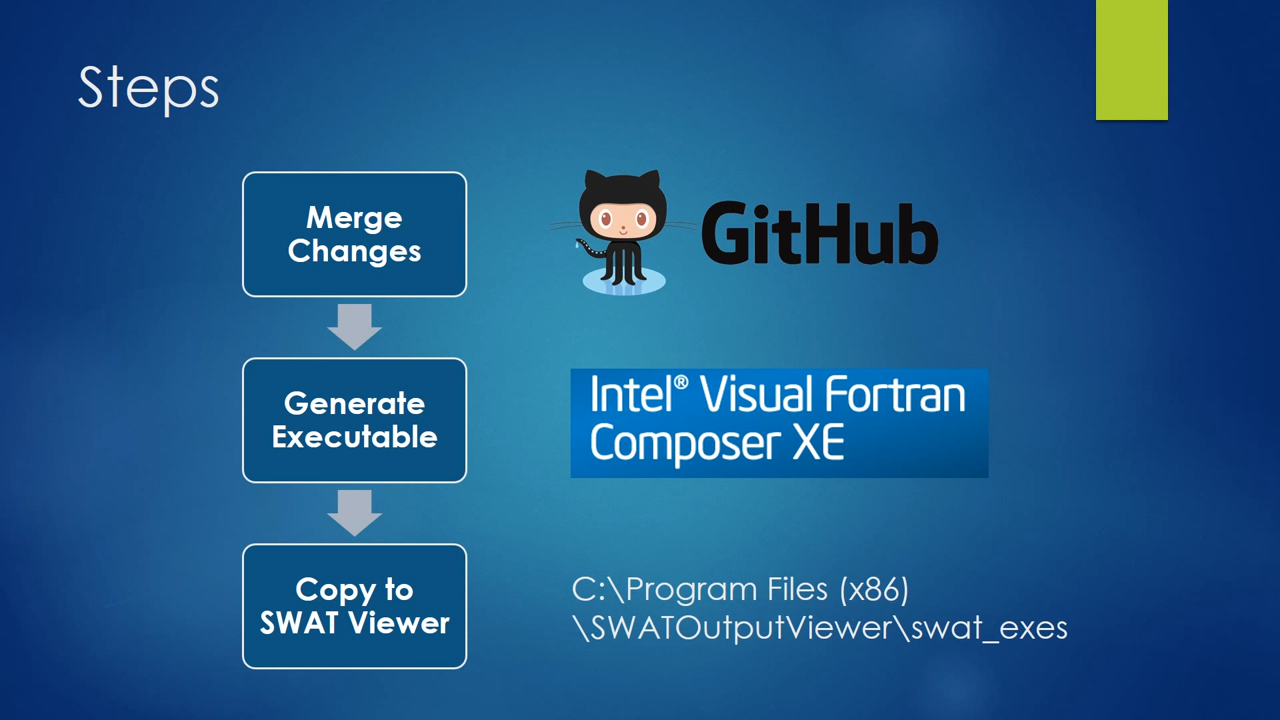 Steps
Merge
Changes
GitHub
Generate
Executable
Intel® Visual Fortran
Composer XE
Copy to
SWAT Viewer
C:\Program Files (x86)
\SWATOutputViewer\swat_exes